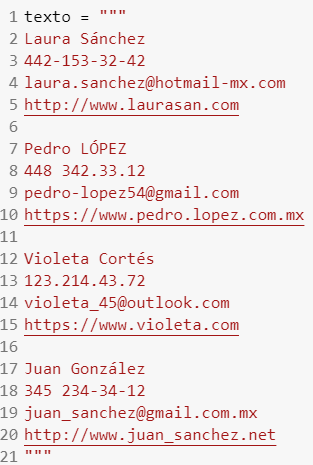 1 texto = """
2 Laura Sánchez
3 442-153-32-42
4 laura.sanchez@hotmail-mx.com
5 http://www.laurasan.com
6
7 Pedro LÓPEZ
8 448 342.33.12
9 pedro-lopez54@gmail.com
10 https://www.pedro.lopez.com.mx
11
12 Violeta Cortés
13 123.214.43.72
14 violeta_45@outlook.com
15 https://www.violeta.com
16
17 Juan González
18 345 234-34-12
19 juan_sanchez@gmail.com.mx
20 http://www.juan_sanchez.net
21 """